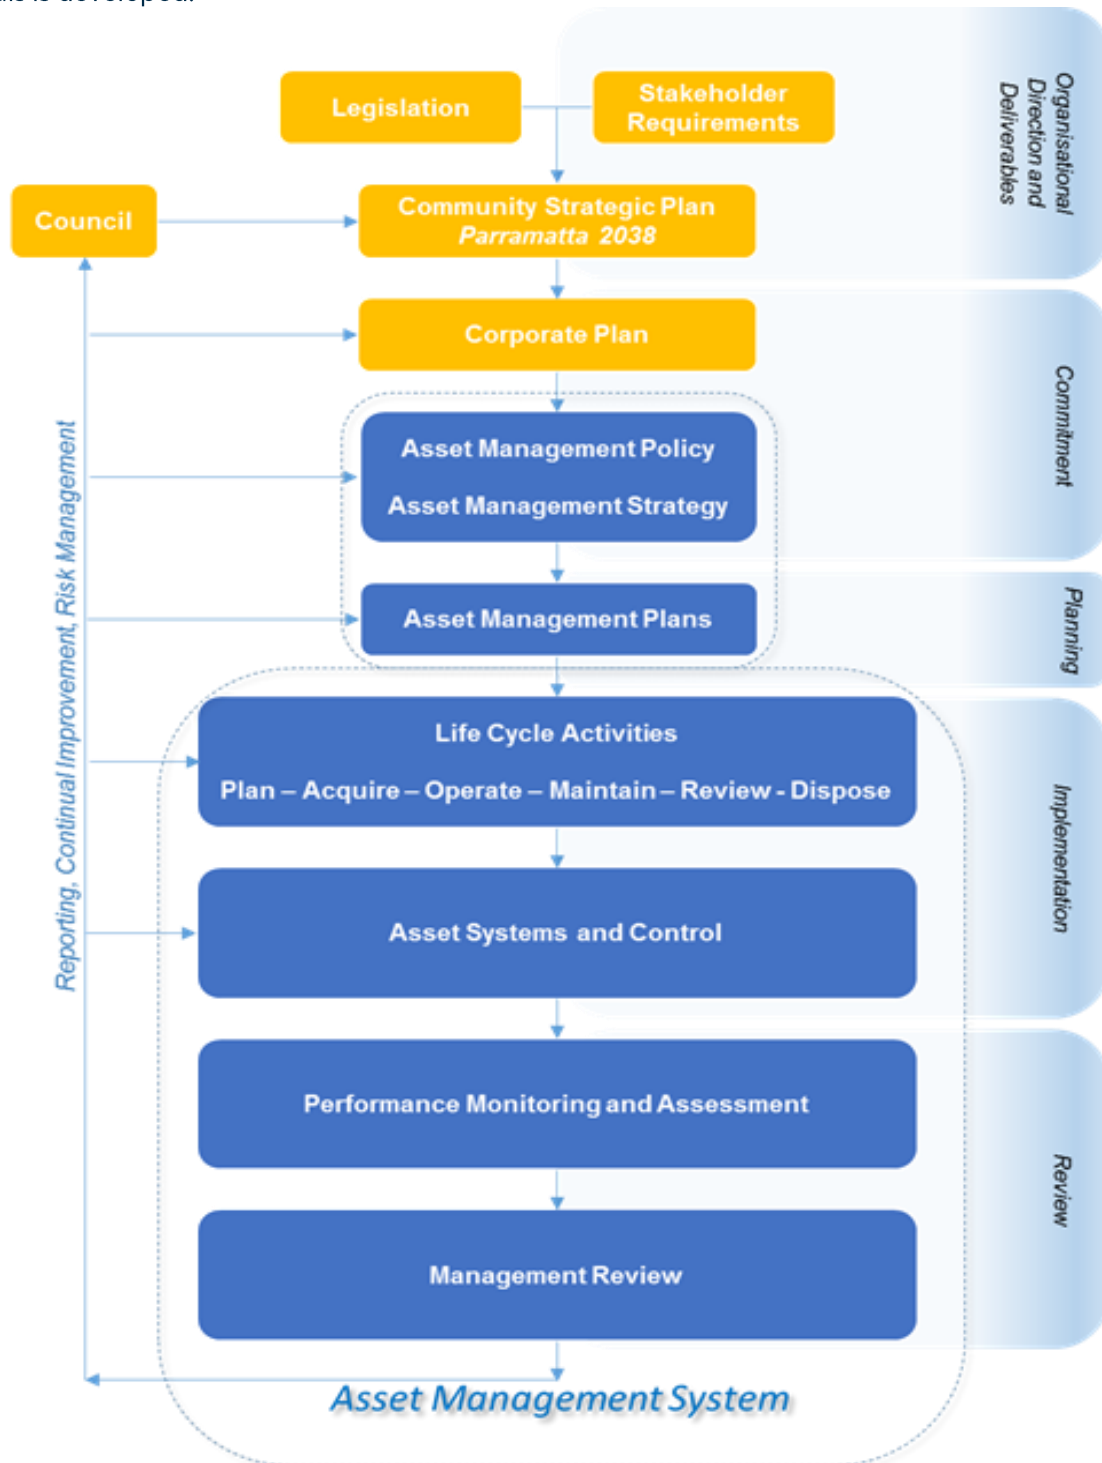 is developed.
Legislation
Stakeholder
Requirements
Organisational
Direction and
Deliverables
Council
Community Strategic Plan
Parramatta 2038
Corporate Plan
Commitment
Asset Management Policy
Asset Management Strategy
Asset Management Plans
Planning
Reporting, Continual Improvement, Risk Management
Life Cycle Activities
Plan – Acquire – Operate – Maintain – Review - Dispose
Implementation
Asset Systems and Control
Performance Monitoring and Assessment
Review
Management Review
Asset Management System